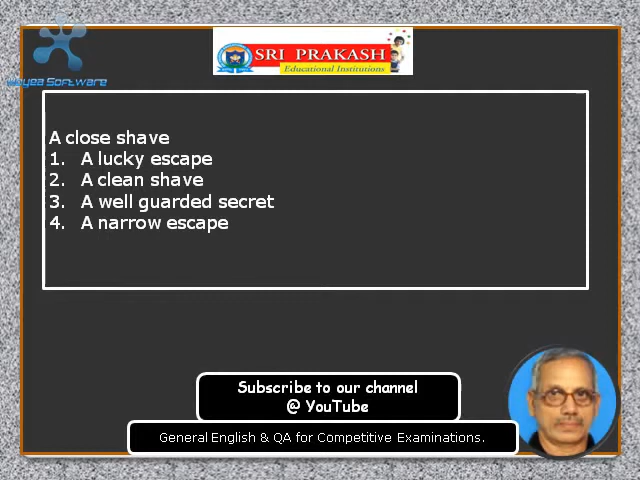 SRI PRAKASH
Educational Institutions
A close shave
1. A lucky escape
2. A clean shave
3. A well guarded secret
4. A narrow escape
Subscribe to our channel
@ YouTube
General English & QA for Competitive Examinations.